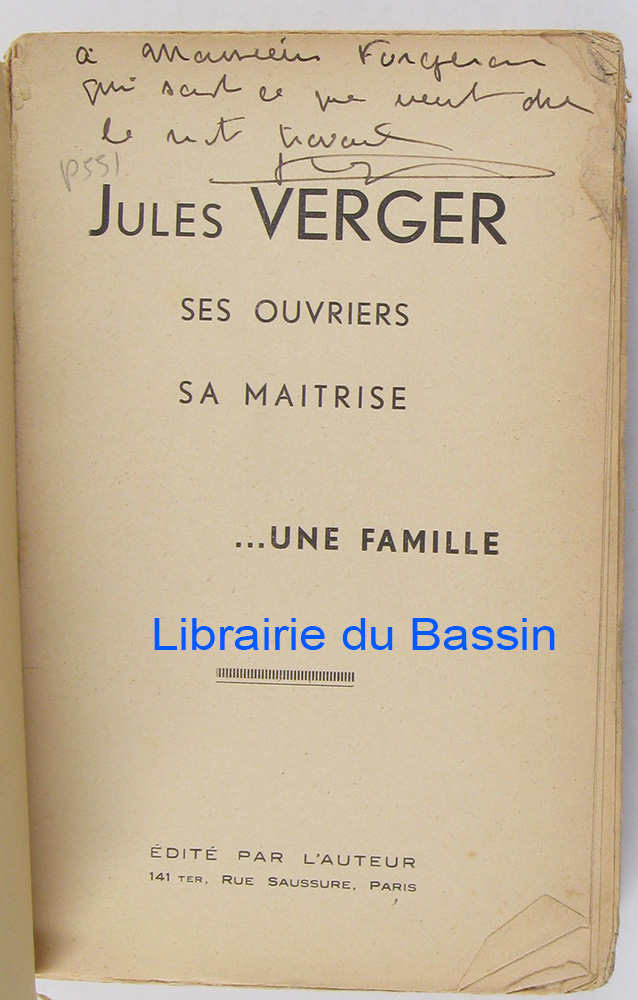 à Monsieur Forgeron
qui sait ce que veut dire
le mot travail
p551
JULES VERGER
SES OUVRIERS
SA MAITRISE
...UNE FAMILLE
Librairie du Bassin
ÉDITÉ PAR L'AUTEUR
141 TER, RUE SAUSSURE, PARIS